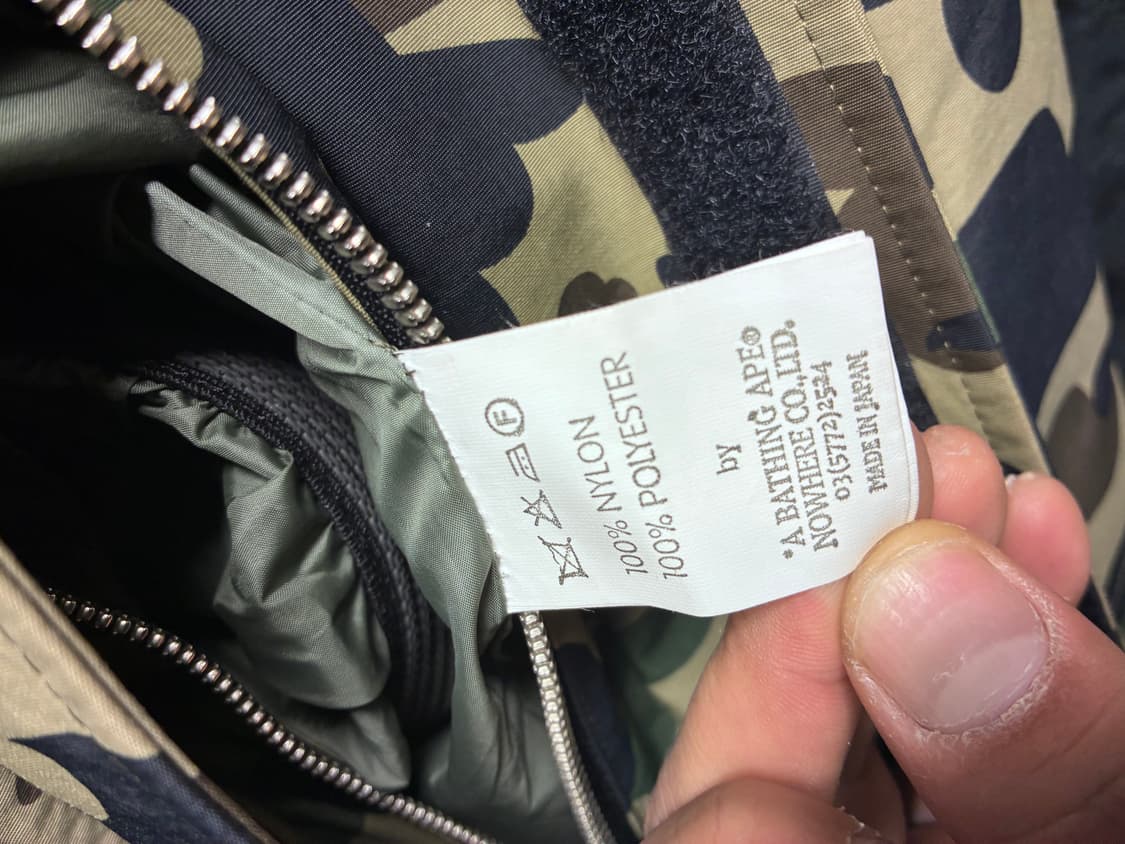 F
100% NYLON
100% POLYESTER
by
*A BATHING APE®
NOWHERE CO.,LTD.
03(5772)2524
MADE IN JAPAN